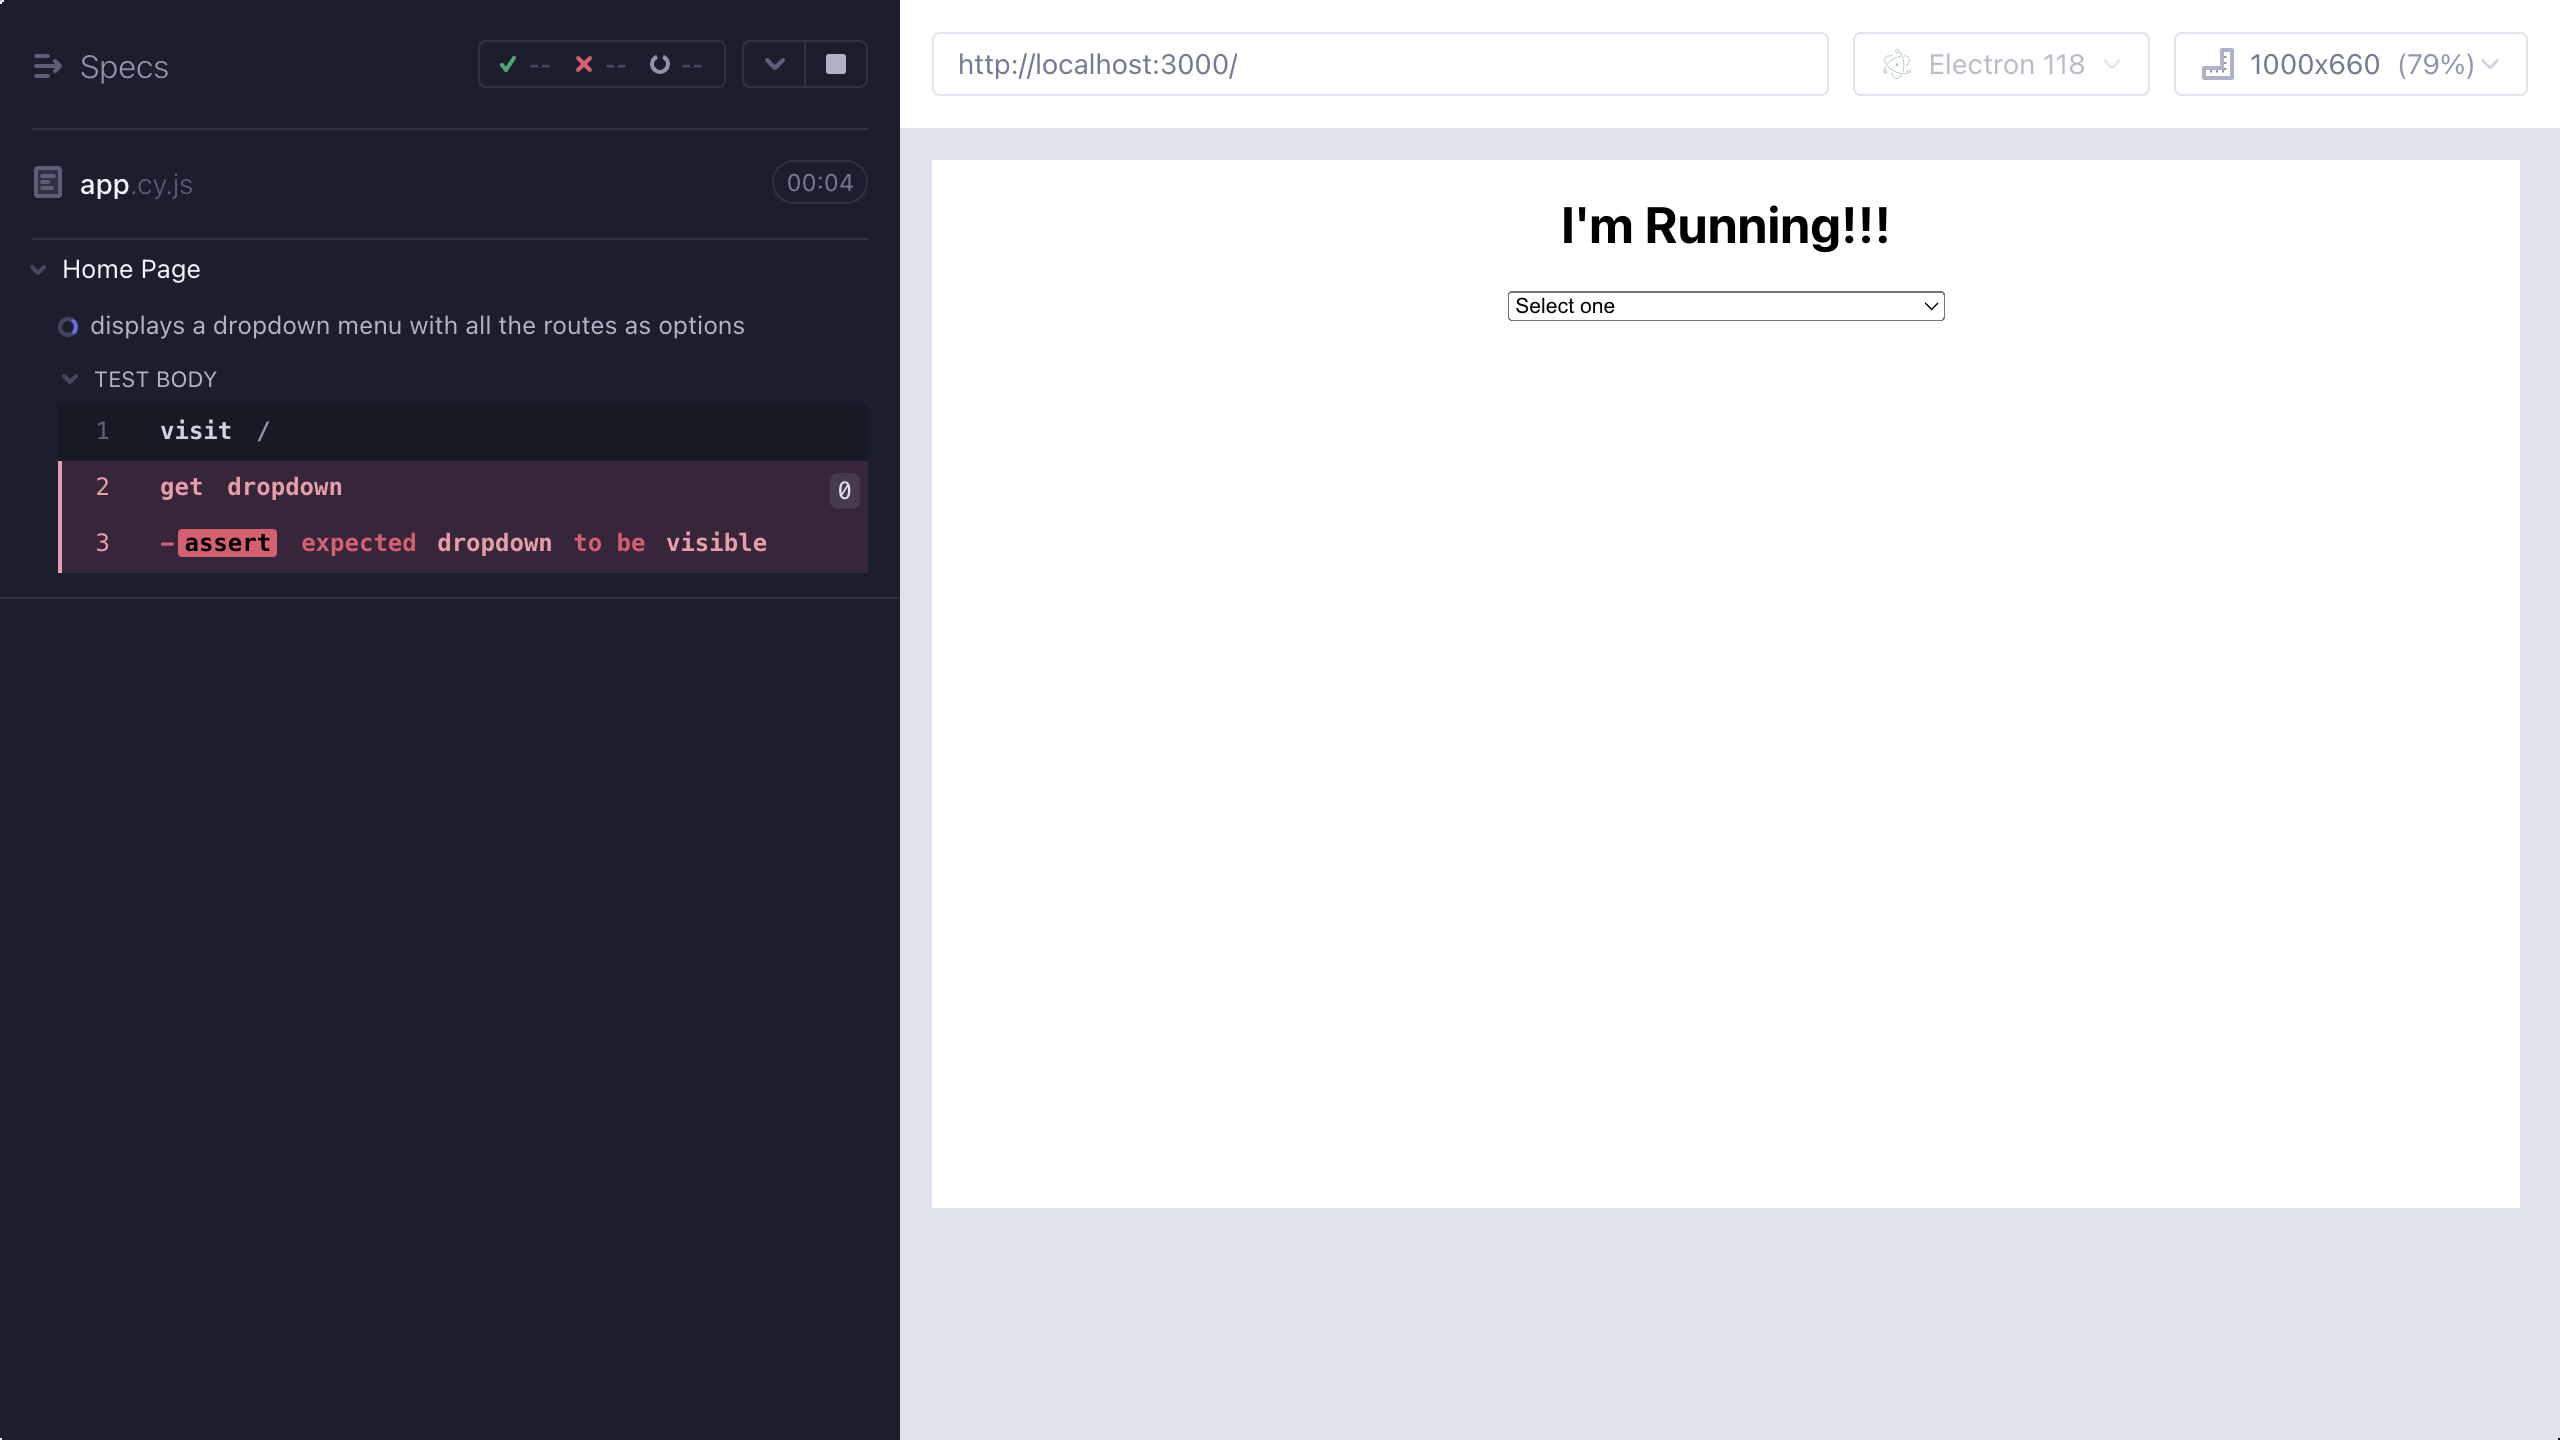 Specs
-- -- --
app.cy.js
00:04
Home Page
displays a dropdown menu with all the routes as options
TEST BODY
1 visit /
2 get dropdown 0
3 -assert expected dropdown to be visible
http://localhost:3000/
Electron 118
1000x660 (79%)
I'm Running!!!
Select one